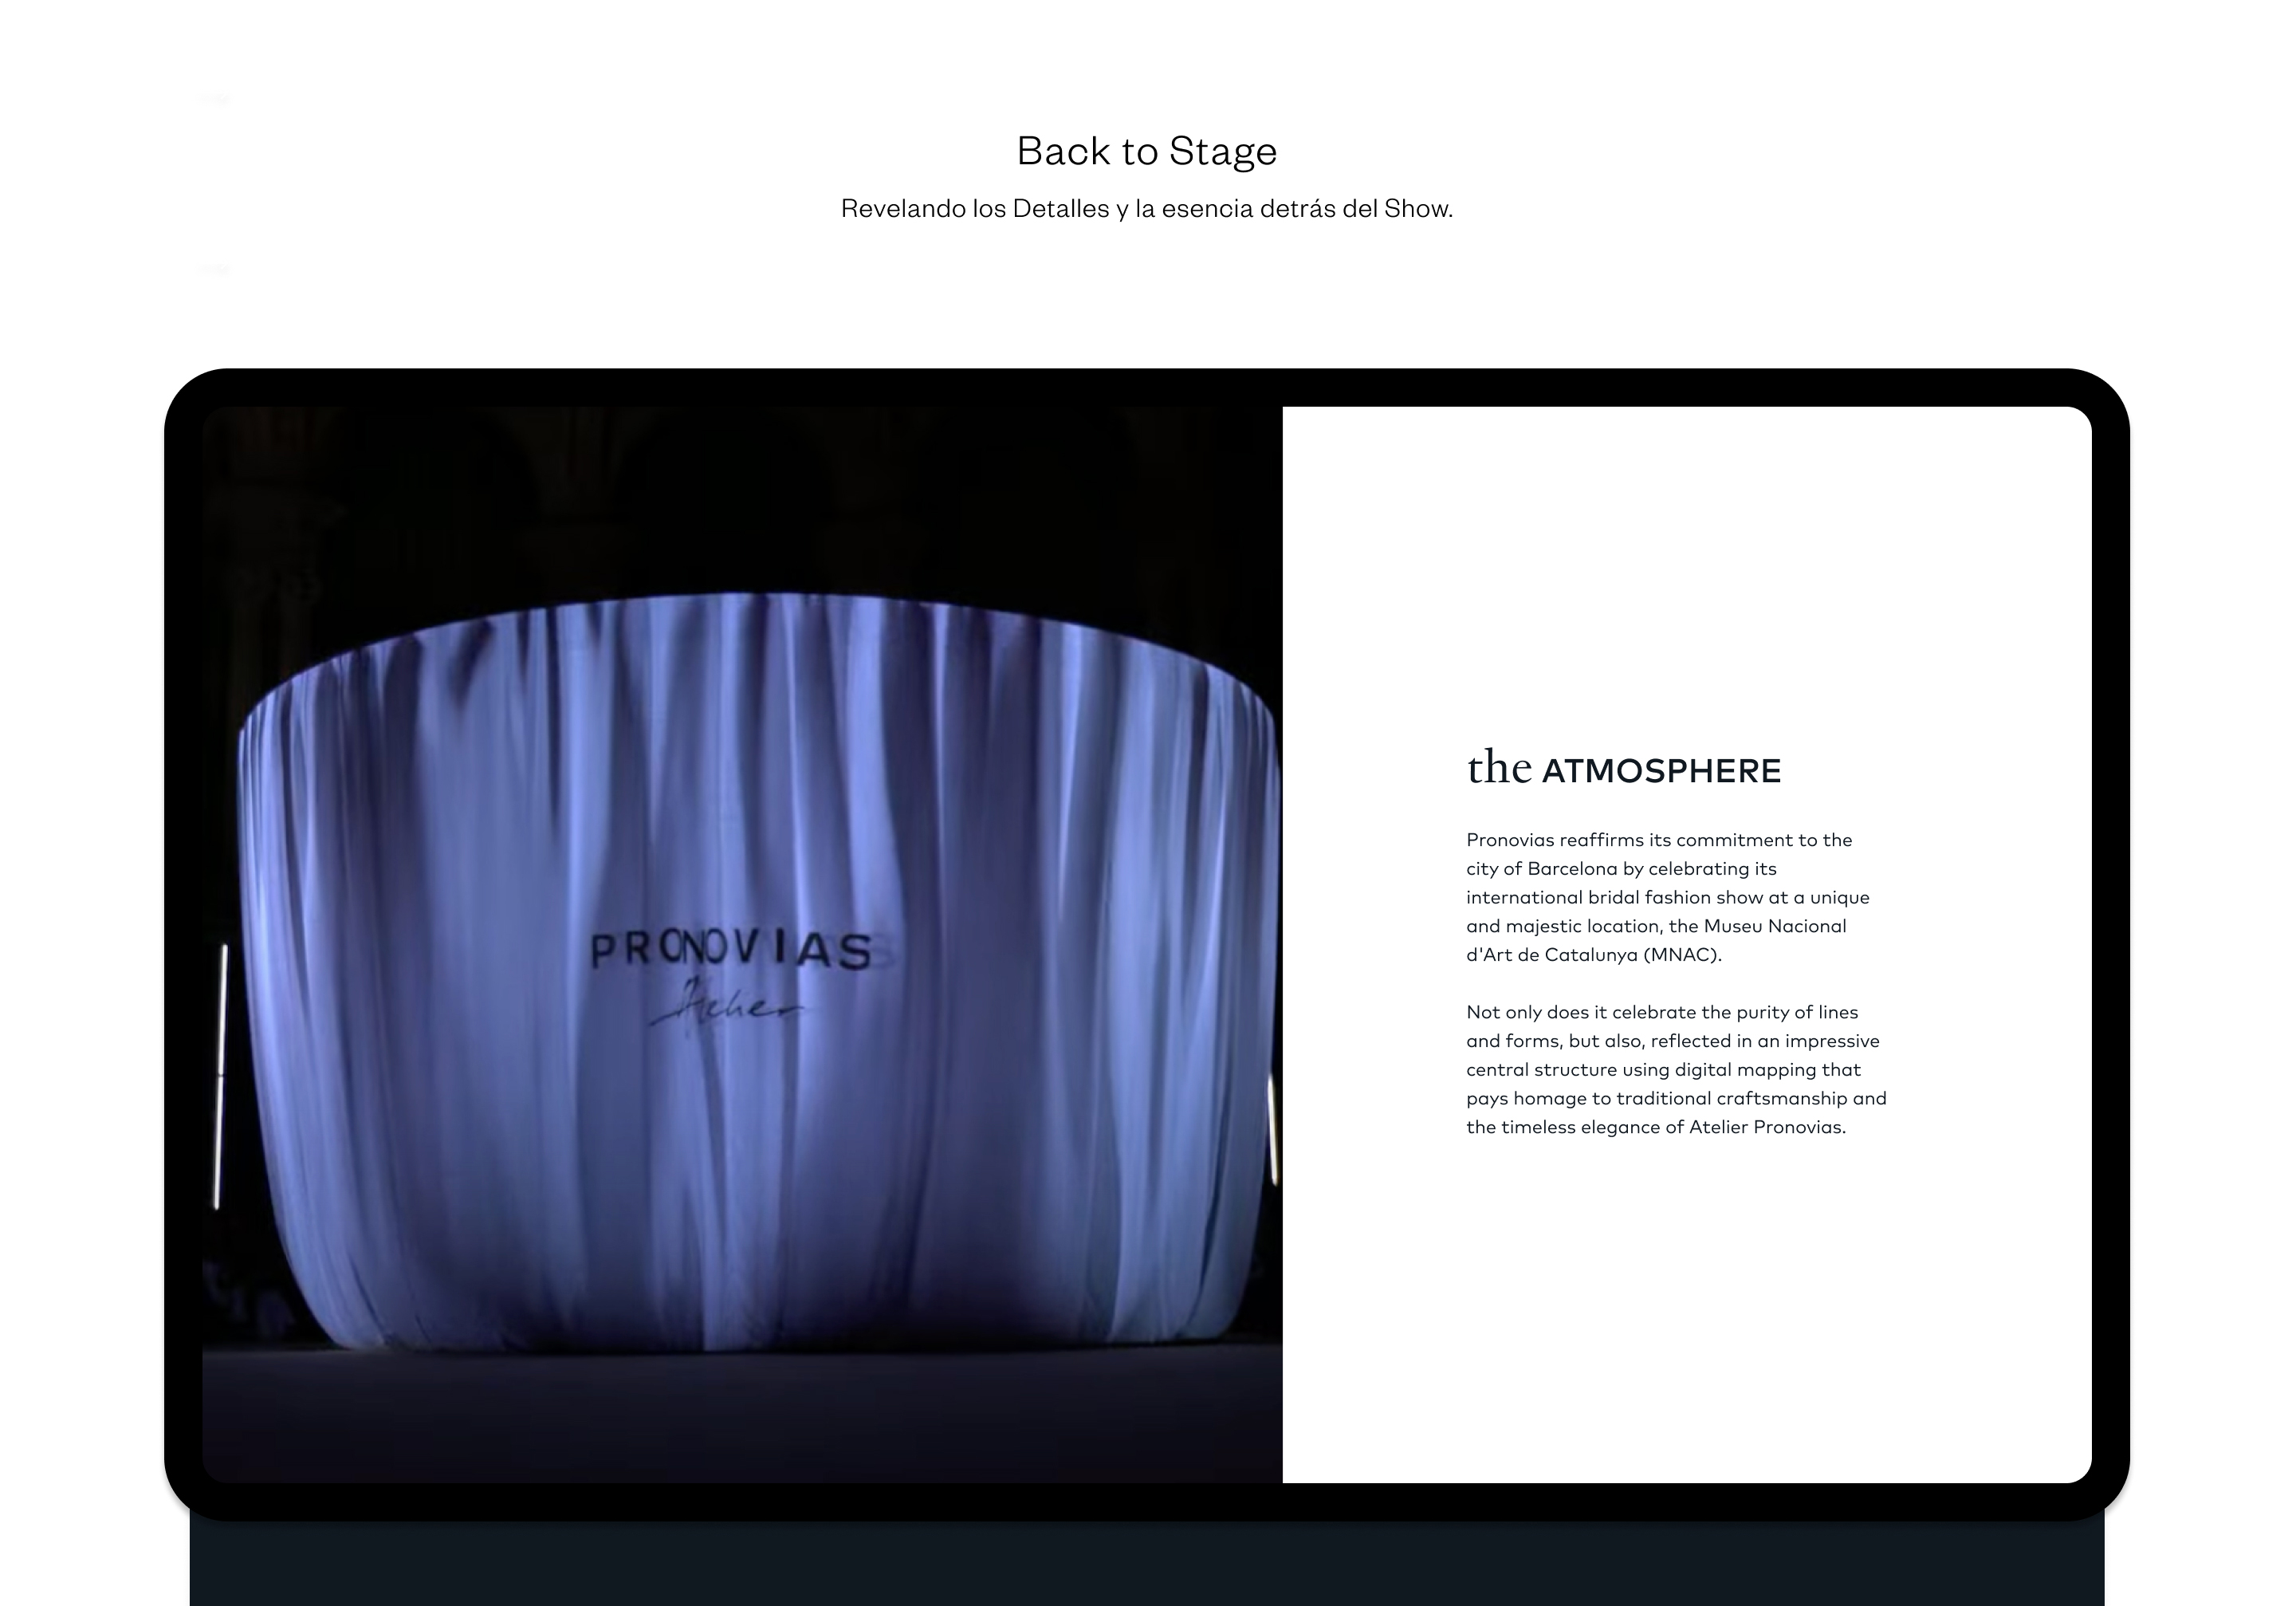 Back to Stage
Revelando los Detalles y la esencia detrás del Show.
PRONOVIAS
Atelier
the ATMOSPHERE
Pronovias reaffirms its commitment to the
city of Barcelona by celebrating its
international bridal fashion show at a unique
and majestic location, the Museu Nacional
d'Art de Catalunya (MNAC).
Not only does it celebrate the purity of lines
and forms, but also, reflected in an impressive
central structure using digital mapping that
pays homage to traditional craftsmanship and
the timeless elegance of Atelier Pronovias.